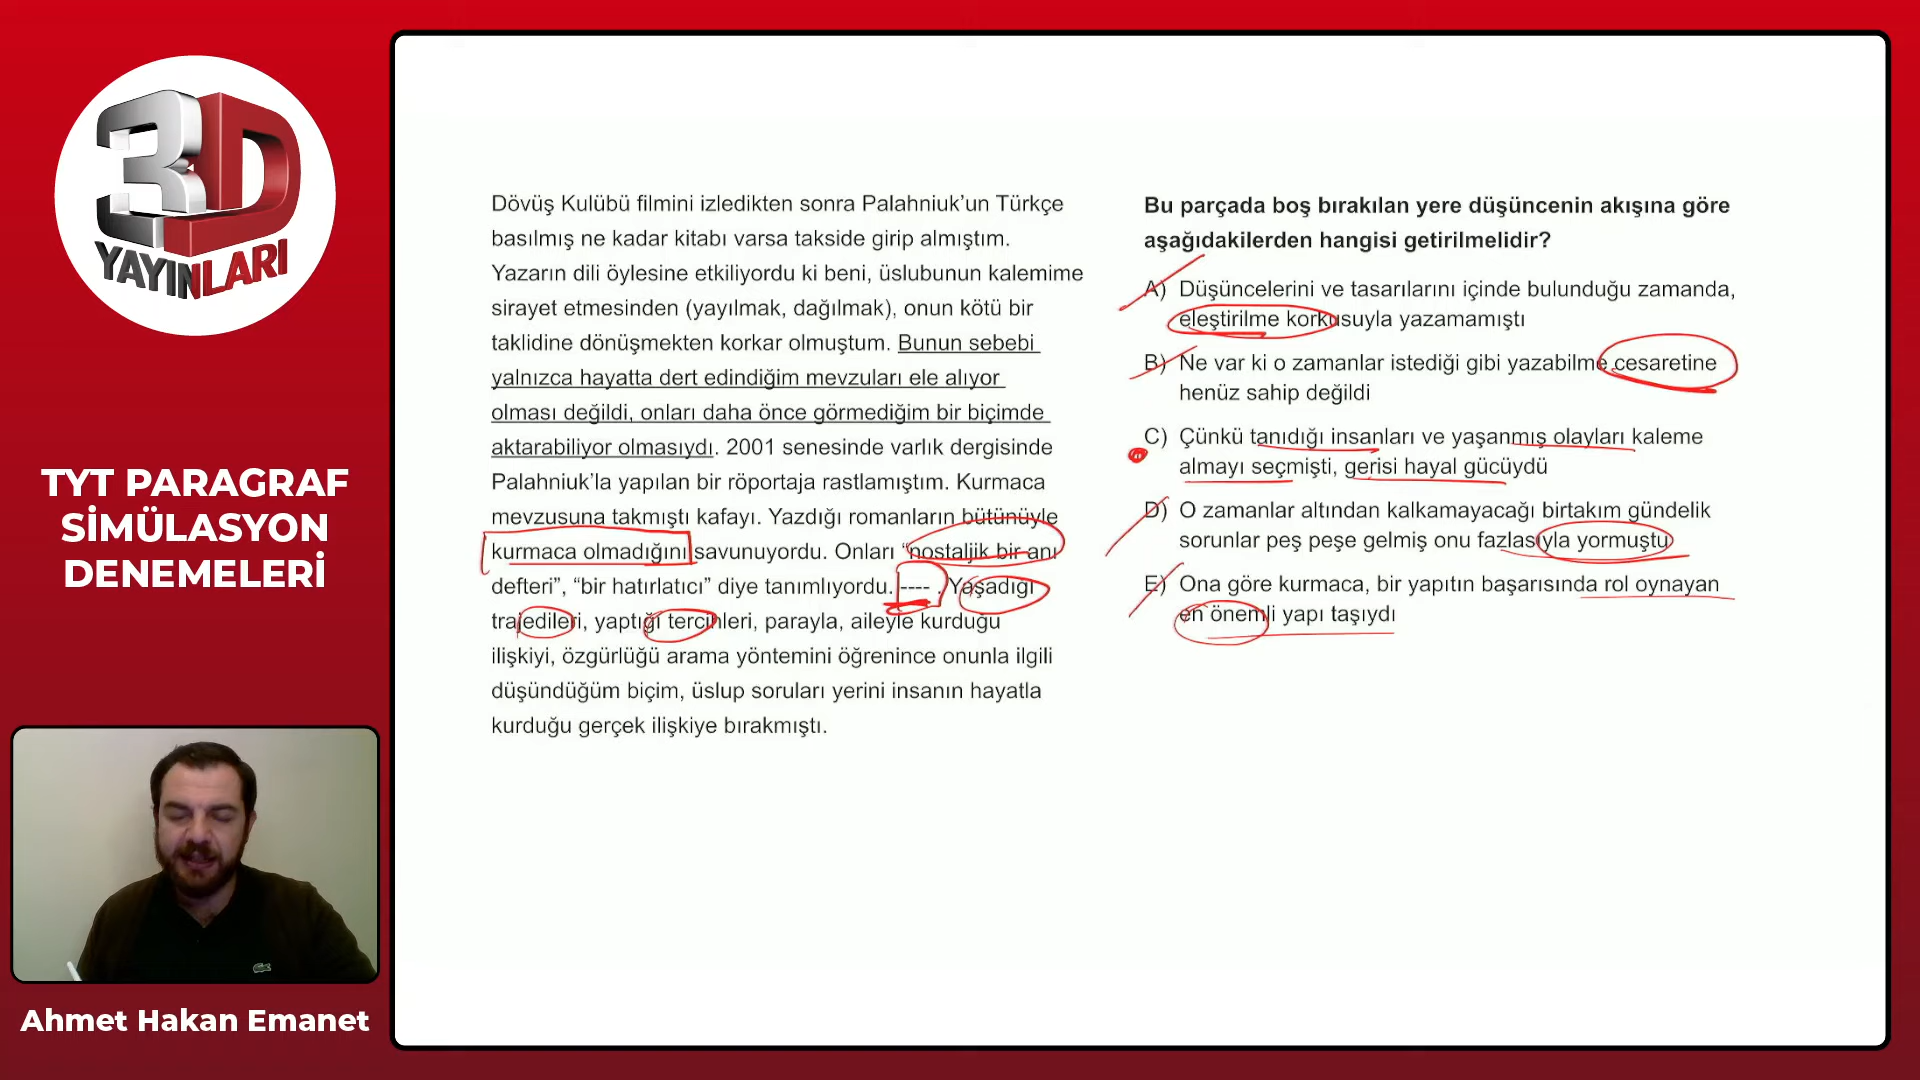 3D
YAYINLARI
TYT PARAGRAF
SİMÜLASYON
DENEMELERİ
Ahmet Hakan Emanet
Dövüş Kulübü filmini izledikten sonra Palahniuk’un Türkçe
basılmış ne kadar kitabı varsa takside girip almıştım.
Yazarın dili öylesine etkiliyordu ki beni, üslubunun kalemime
sirayet etmesinden (yayılmak, dağılmak), onun kötü bir
taklidine dönüşmekten korkar olmuştum. Bunun sebebi
yalnızca hayatta dert edindiğim mevzuları ele alıyor
olması değildi, onları daha önce görmediğim bir biçimde
aktarabiliyor olmasıydı. 2001 senesinde varlık dergisinde
Palahniuk’la yapılan bir röportaja rastlamıştım. Kurmaca
mevzusuna takmıştı kafayı. Yazdığı romanların bütünüyle
kurmaca olmadığını savunuyordu. Onları “nostaljik bir anı
defteri”, “bir hatırlatıcı” diye tanımlıyordu. ---- . Yaşadığı
trajedileri, yaptığı tercihleri, parayla, aileyle kurduğu
ilişkiyi, özgürlüğü arama yöntemini öğrenince onunla ilgili
düşündüğüm biçim, üslup soruları yerini insanın hayatla
kurduğu gerçek ilişkiye bırakmıştı.
Bu parçada boş bırakılan yere düşüncenin akışına göre
aşağıdakilerden hangisi getirilmelidir?
A) Düşüncelerini ve tasarılarını içinde bulunduğu zamanda,
eleştirilme korkusuyla yazamamıştı
B) Ne var ki o zamanlar istediği gibi yazabilme cesaretine
henüz sahip değildi
C) Çünkü tanıdığı insanları ve yaşanmış olayları kaleme
almayı seçmişti, gerisi hayal gücüydü
D) O zamanlar altından kalkamayacağı birtakım gündelik
sorunlar peş peşe gelmiş onu fazlasıyla yormuştu
E) Ona göre kurmaca, bir yapıtın başarısında rol oynayan
en önemli yapı taşıydı